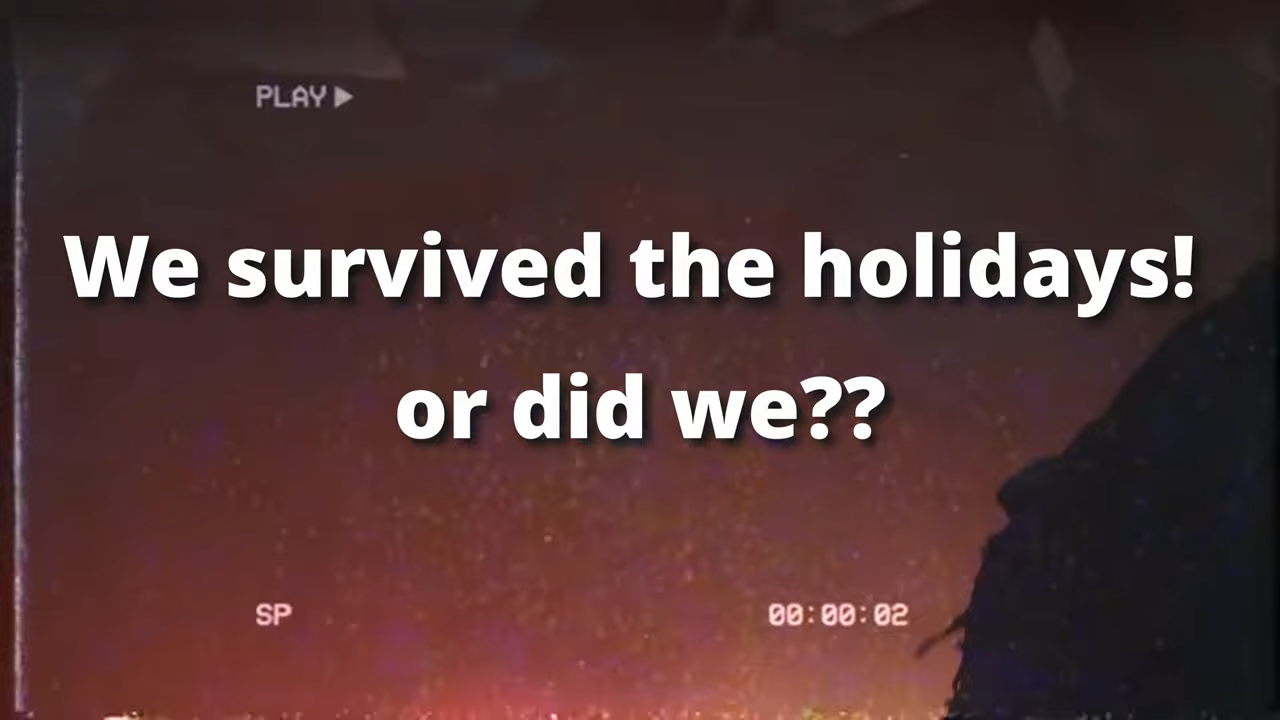 PLAY ▶
We survived the holidays!
or did we??
SP
00:00:02